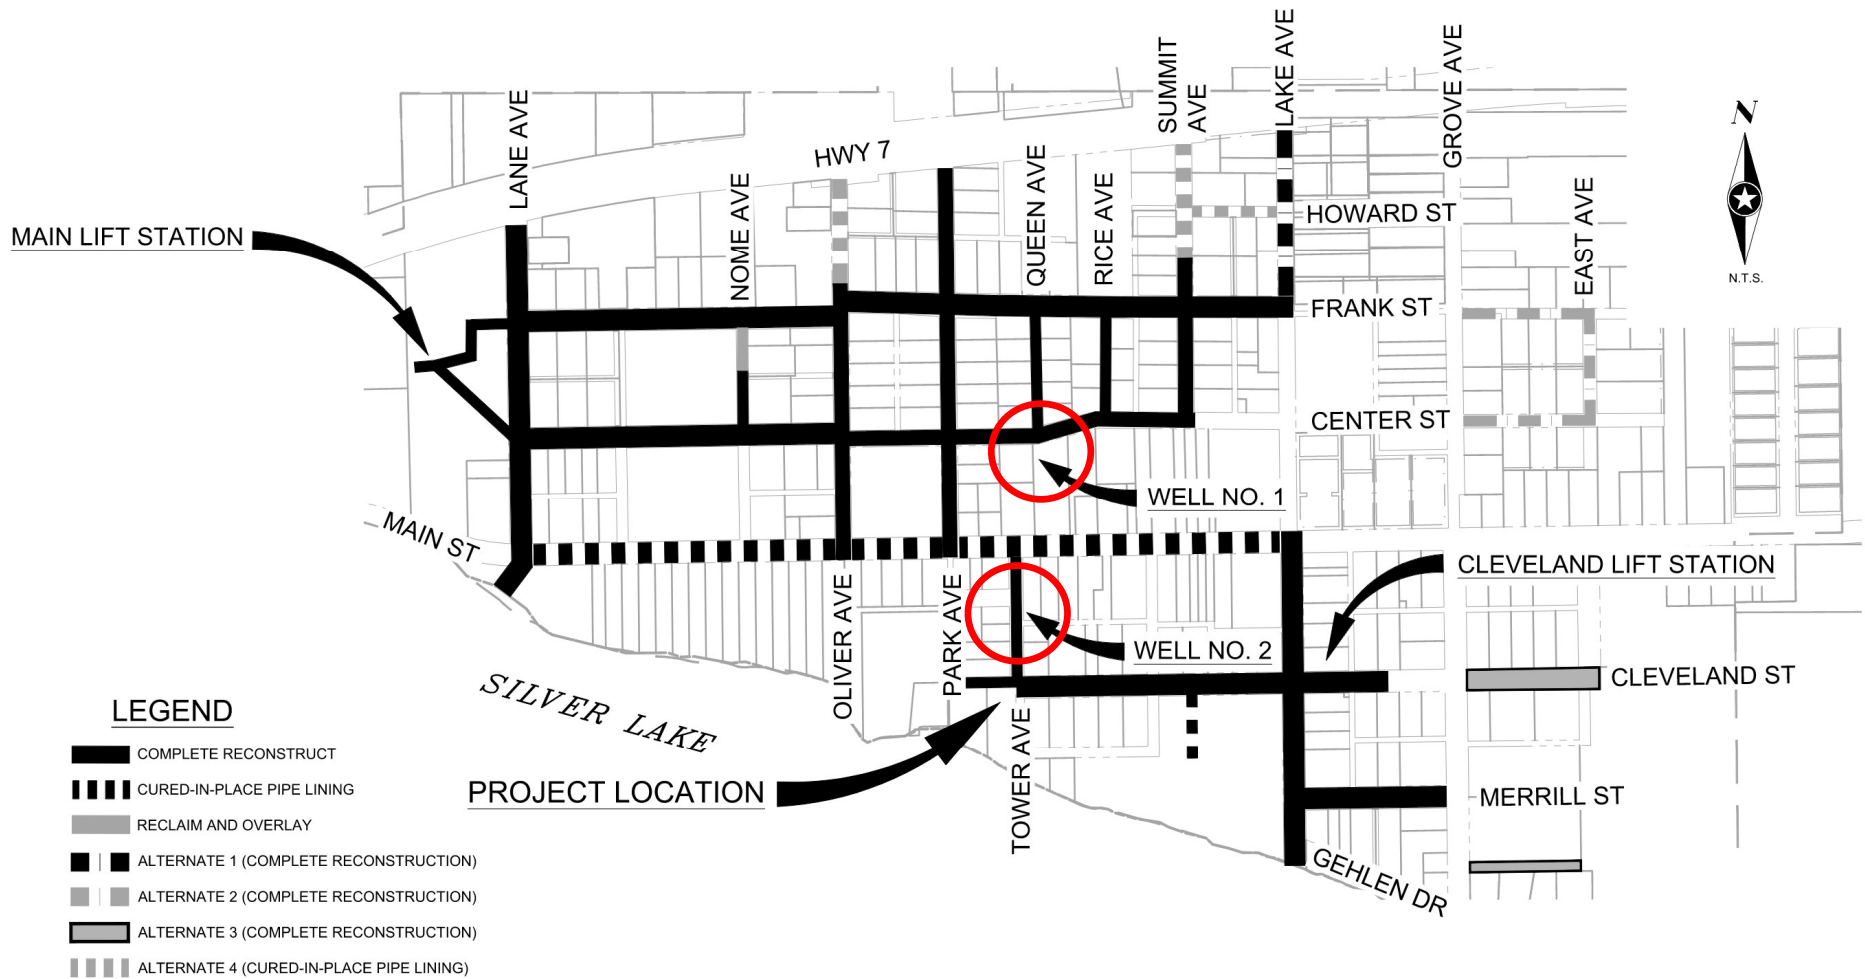 SUMMIT
AVE
LAKE AVE
GROVE AVE
LANE AVE
HWY 7
NOME AVE
QUEEN AVE
RICE AVE
EAST AVE
N
N.T.S.
HOWARD ST
MAIN LIFT STATION
FRANK ST
CENTER ST
WELL NO. 1
MAIN ST
CLEVELAND LIFT STATION
OLIVER AVE
PARK AVE
WELL NO. 2
CLEVELAND ST
SILVER LAKE
PROJECT LOCATION
TOWER AVE
MERRILL ST
GEHLEN DR
LEGEND
COMPLETE RECONSTRUCT
CURED-IN-PLACE PIPE LINING
RECLAIM AND OVERLAY
ALTERNATE 1 (COMPLETE RECONSTRUCTION)
ALTERNATE 2 (COMPLETE RECONSTRUCTION)
ALTERNATE 3 (COMPLETE RECONSTRUCTION)
ALTERNATE 4 (CURED-IN-PLACE PIPE LINING)